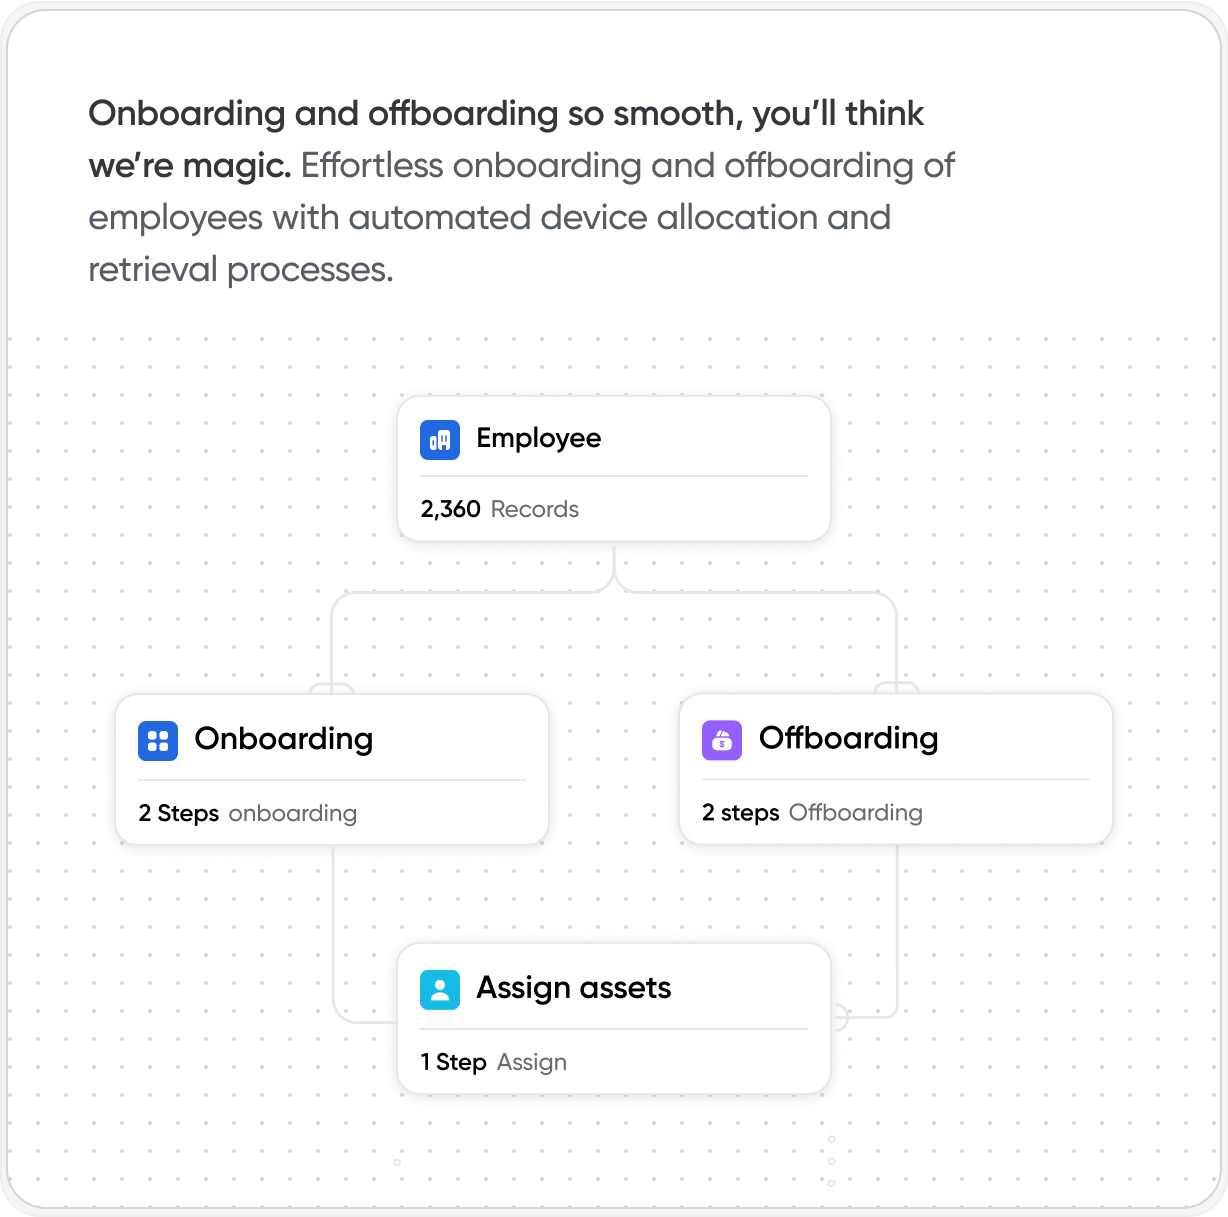 Onboarding and offboarding so smooth, you’ll think
we’re magic. Effortless onboarding and offboarding of
employees with automated device allocation and
retrieval processes.
Employee
2,360 Records
Onboarding
2 Steps onboarding
Offboarding
2 steps Offboarding
Assign assets
1 Step Assign